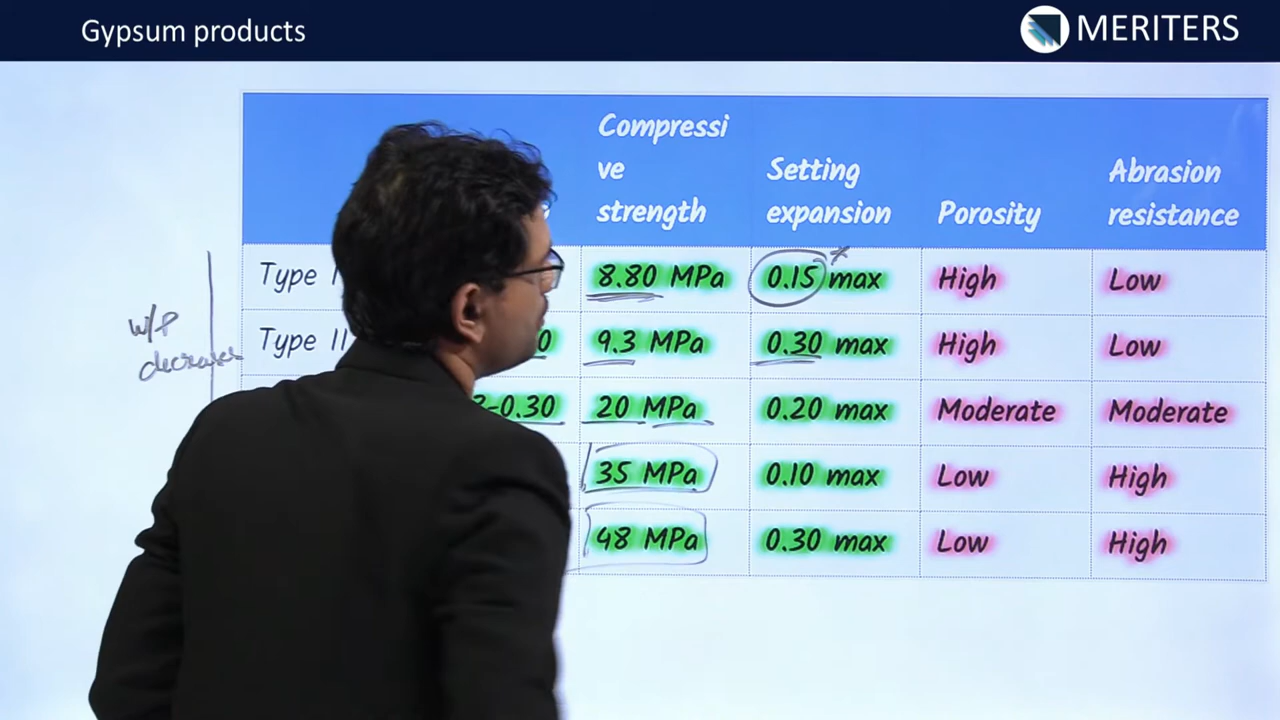 Gypsum products
MERITERS
Compressi
ve
strength
Setting
expansion
Porosity
Abrasion
resistance
Type I
8.80 MPa
0.15 max
High
Low
w/P
decreases
Type II
9.3 MPa
0.30 max
High
Low
-0.30
20 MPa
0.20 max
Moderate
Moderate
35 MPa
0.10 max
Low
High
48 MPa
0.30 max
Low
High